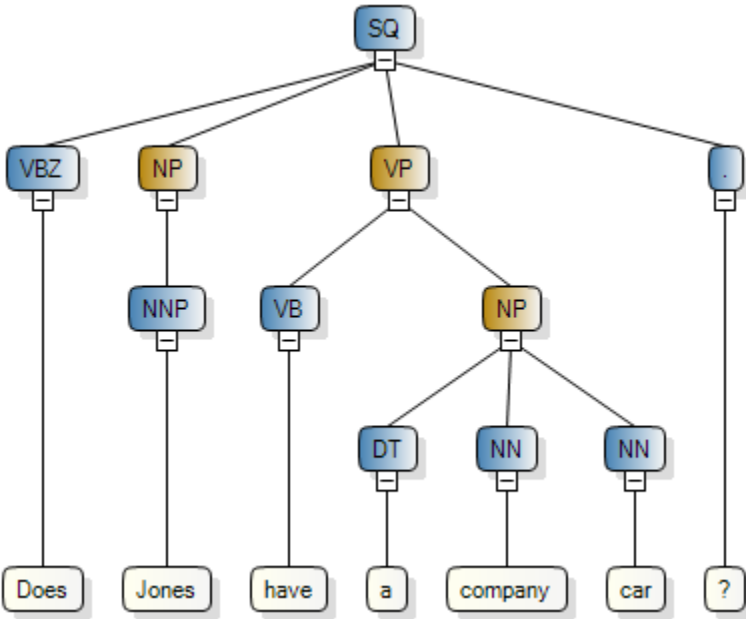 SQ
VBZ NP VP .
NNP VB NP
DT NN NN
Does Jones have a company car ?